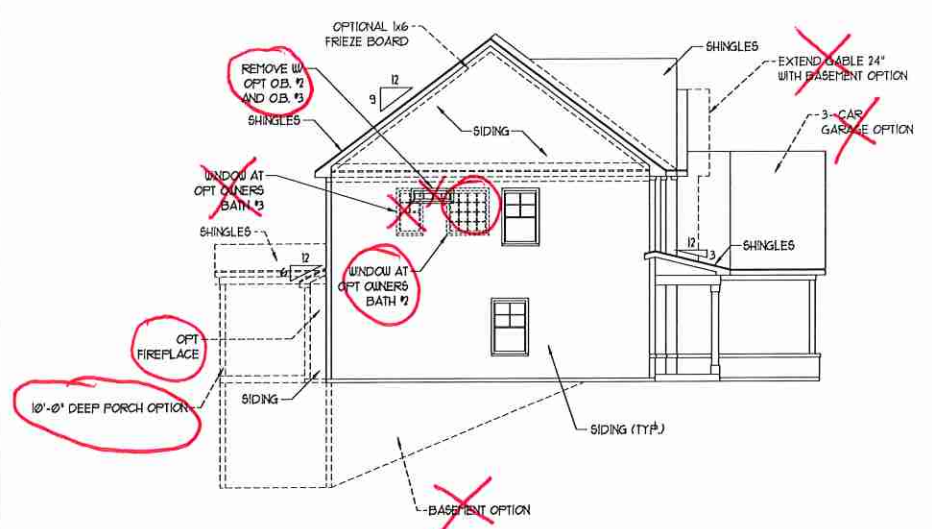 OPTIONAL 1x6
FRIEZE BOARD
SHINGLES
REMOVE W/
OPT O.B. #2
AND O.B. #3
12
9
EXTEND GABLE 24"
WITH BASEMENT OPTION
SHINGLES
SIDING
3-CAR
GARAGE OPTION
WINDOW AT
OPT OWNERS
BATH #3
SHINGLES
12
6
12
3
SHINGLES
WINDOW AT
OPT OWNERS
BATH #2
OPT
FIREPLACE
10'-0" DEEP PORCH OPTION
SIDING
SIDING (TYP.)
BASEMENT OPTION